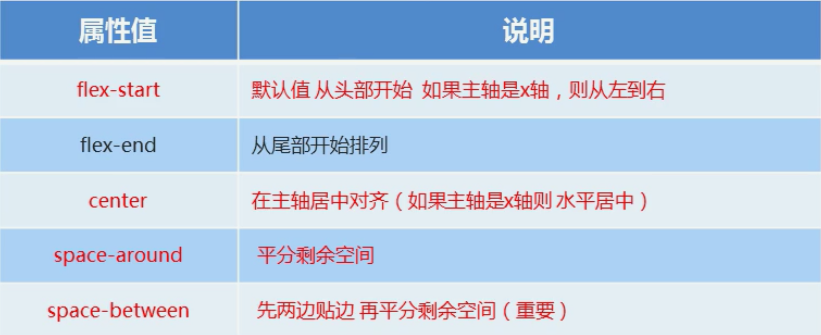 属性值 说明
flex-start 默认值 从头部开始 如果主轴是x轴，则从左到右
flex-end 从尾部开始排列
center 在主轴居中对齐（如果主轴是x轴则 水平居中）
space-around 平分剩余空间
space-between 先两边贴边 再平分剩余空间（重要）